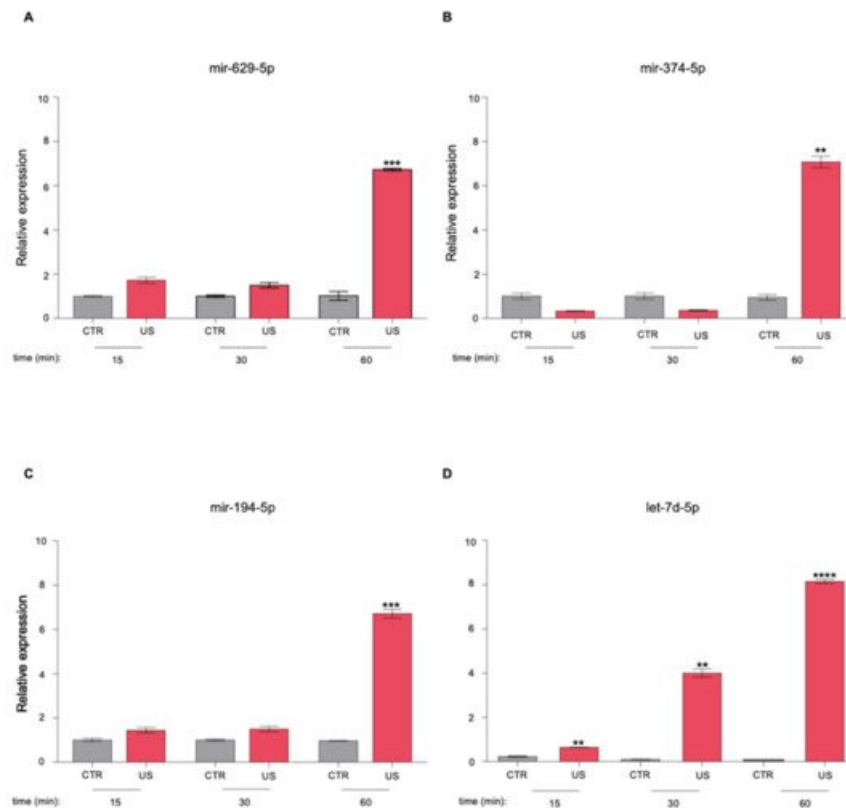 A
mir-629-5p
Relative expression
10
8
6
4
2
0
***
CTR US CTR US CTR US
time (min): 15 30 60
B
mir-374-5p
Relative expression
10
8
6
4
2
0
**
CTR US CTR US CTR US
time (min): 15 30 60
C
mir-194-5p
Relative expression
10
8
6
4
2
0
***
CTR US CTR US CTR US
time (min): 15 30 60
D
let-7d-5p
10
8
6
4
2
0
**
**
****
CTR US CTR US CTR US
time (min): 15 30 60